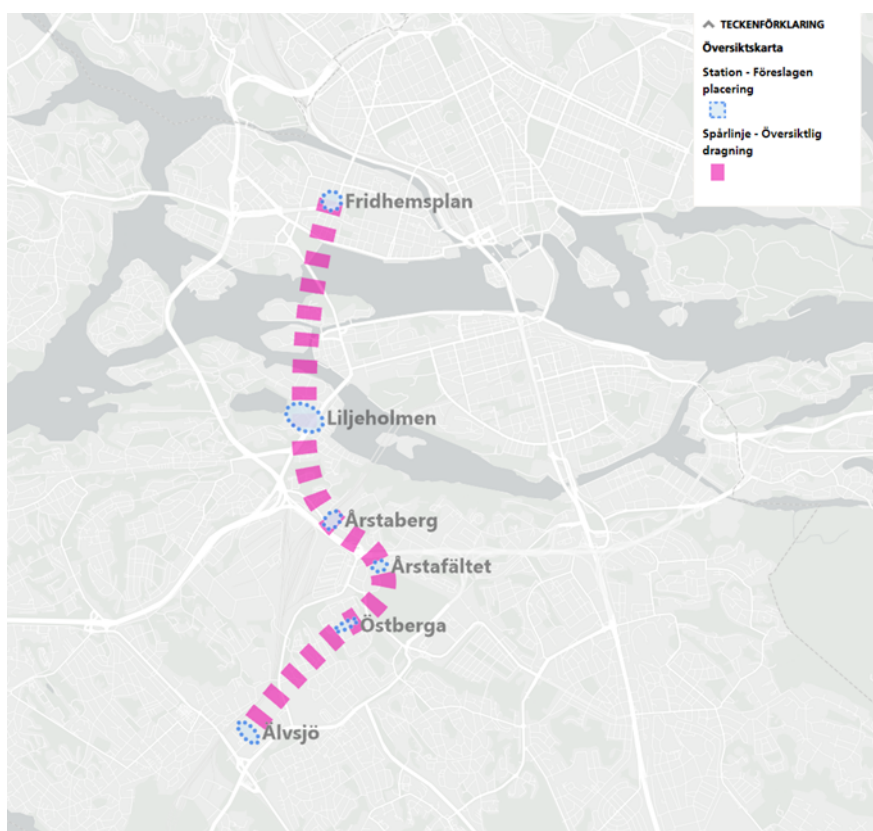 TECKENFÖRKLARING
Översiktskarta
Station - Föreslagen
placering
Spårlinje - Översiktlig
dragning
Fridhemsplan
Liljeholmen
Årstaberg
Årstafältet
Östberga
Älvsjö